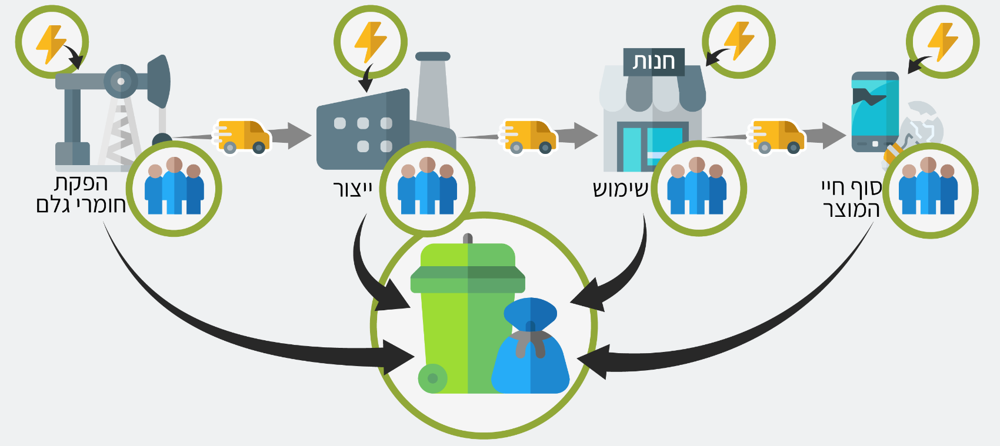 חנות
הפקת
חומרי גלם
ייצור
שימוש
סוף חיי
המוצר